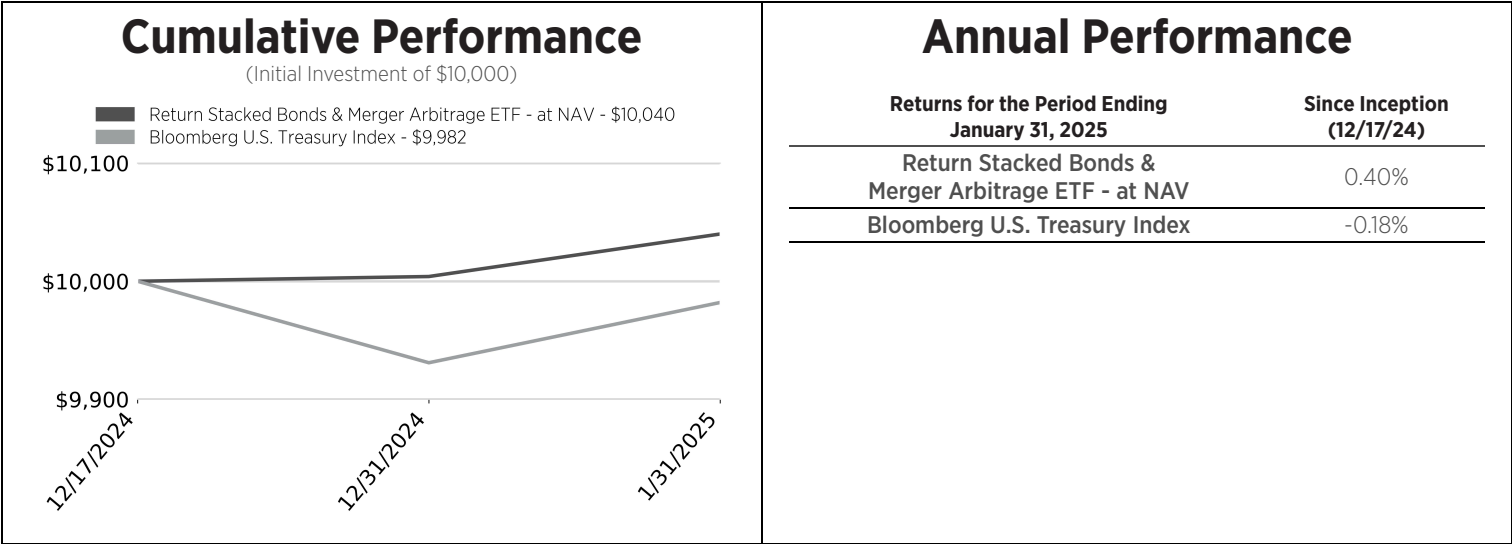 Cumulative Performance
(Initial Investment of $10,000)
Return Stacked Bonds & Merger Arbitrage ETF - at NAV - $10,040
Bloomberg U.S. Treasury Index - $9,982
$10,100
$10,000
$9,900
12/17/2024
12/31/2024
1/31/2025
Annual Performance
Returns for the Period Ending
January 31, 2025
Since Inception
(12/17/24)
Return Stacked Bonds &
Merger Arbitrage ETF - at NAV
0.40%
Bloomberg U.S. Treasury Index
-0.18%